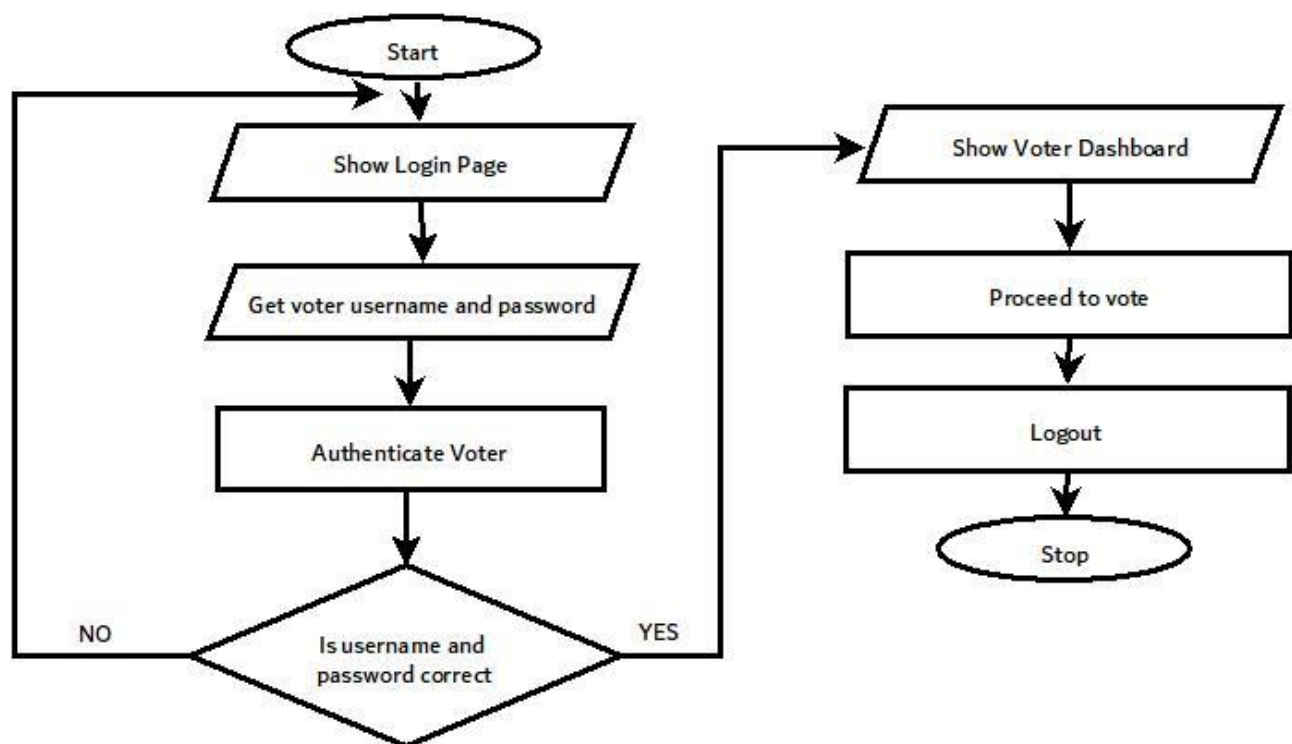 Start
Show Login Page
Get voter username and password
Authenticate Voter
Is username and
password correct
NO
YES
Show Voter Dashboard
Proceed to vote
Logout
Stop